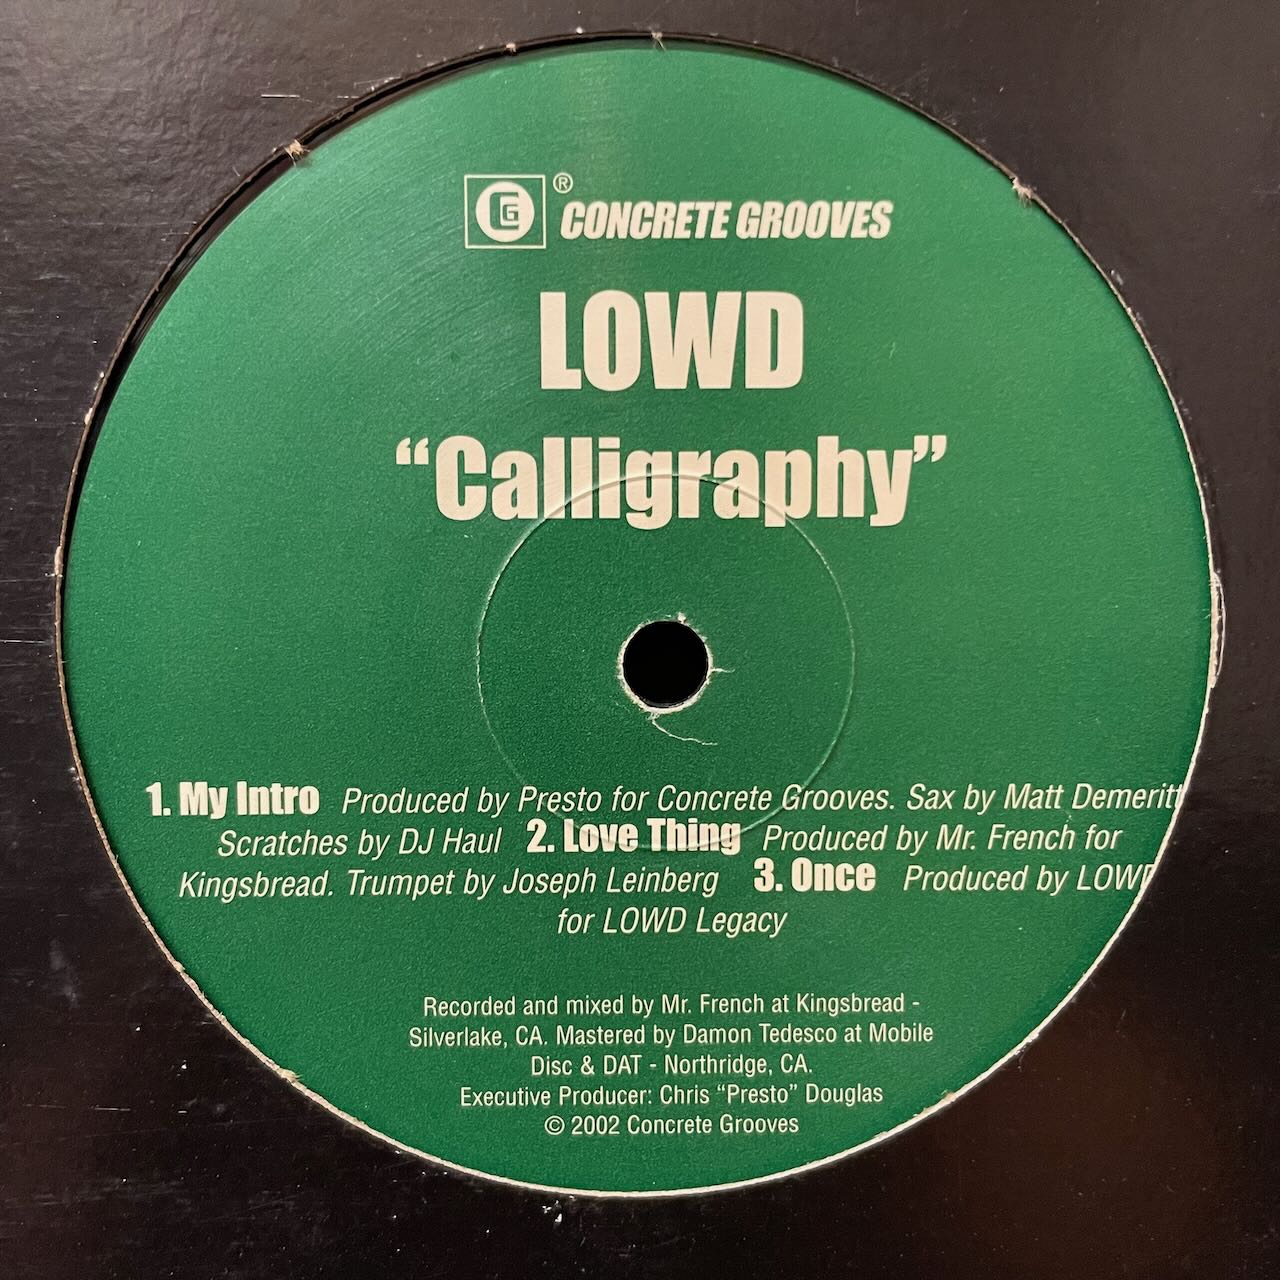 CG ® CONCRETE GROOVES
LOWD
“Calligraphy”
1. My Intro Produced by Presto for Concrete Grooves. Sax by Matt Demeritt
Scratches by DJ Haul 2. Love Thing Produced by Mr. French for
Kingsbread. Trumpet by Joseph Leinberg 3. Once Produced by LOWD
for LOWD Legacy
Recorded and mixed by Mr. French at Kingsbread -
Silverlake, CA. Mastered by Damon Tedesco at Mobile
Disc & DAT - Northridge, CA.
Executive Producer: Chris “Presto” Douglas
© 2002 Concrete Grooves